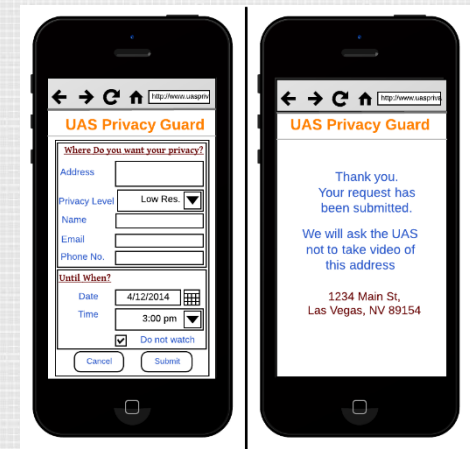 http://www.uaspriv
UAS Privacy Guard
Where Do you want your privacy?
Address
Privacy Level
Low Res.
Name
Email
Phone No.
Until When?
Date
4/12/2014
Time
3:00 pm
Do not watch
Cancel
Submit
http://www.uaspriva
UAS Privacy Guard
Thank you.
Your request has
been submitted.
We will ask the UAS
not to take video of
this address
1234 Main St,
Las Vegas, NV 89154